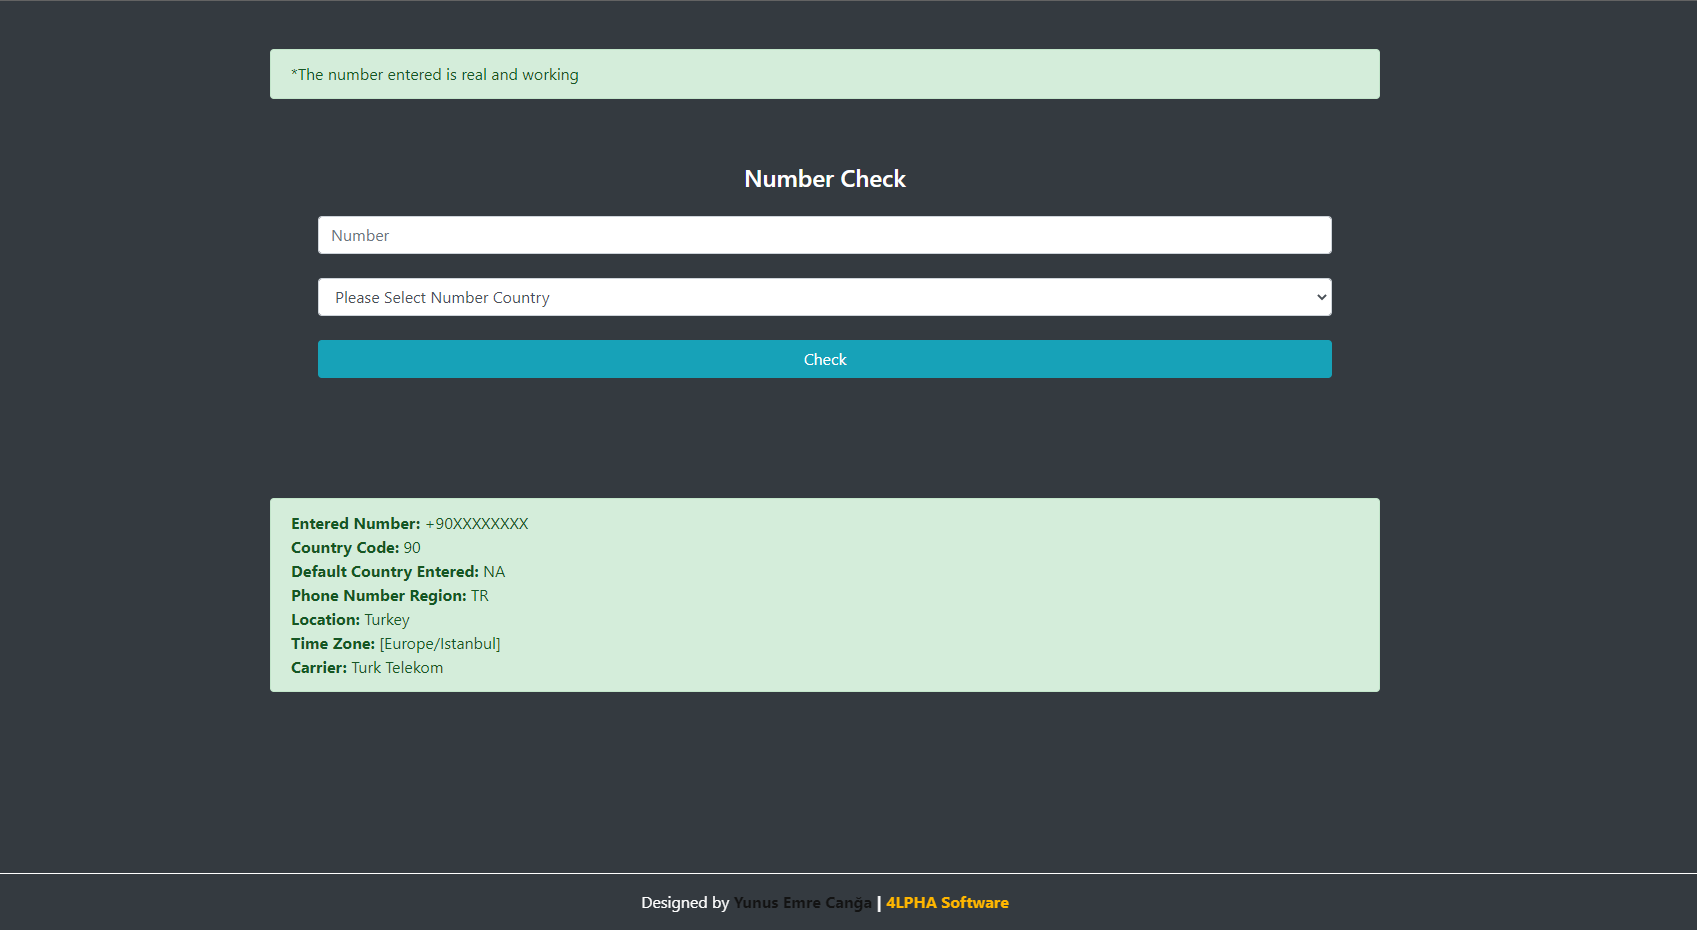 *The number entered is real and working
Number Check
Number
Please Select Number Country
Check
Entered Number: +90XXXXXXXX
Country Code: 90
Default Country Entered: NA
Phone Number Region: TR
Location: Turkey
Time Zone: [Europe/Istanbul]
Carrier: Turk Telekom
Designed by Yunus Emre Canğa | 4LPHA Software